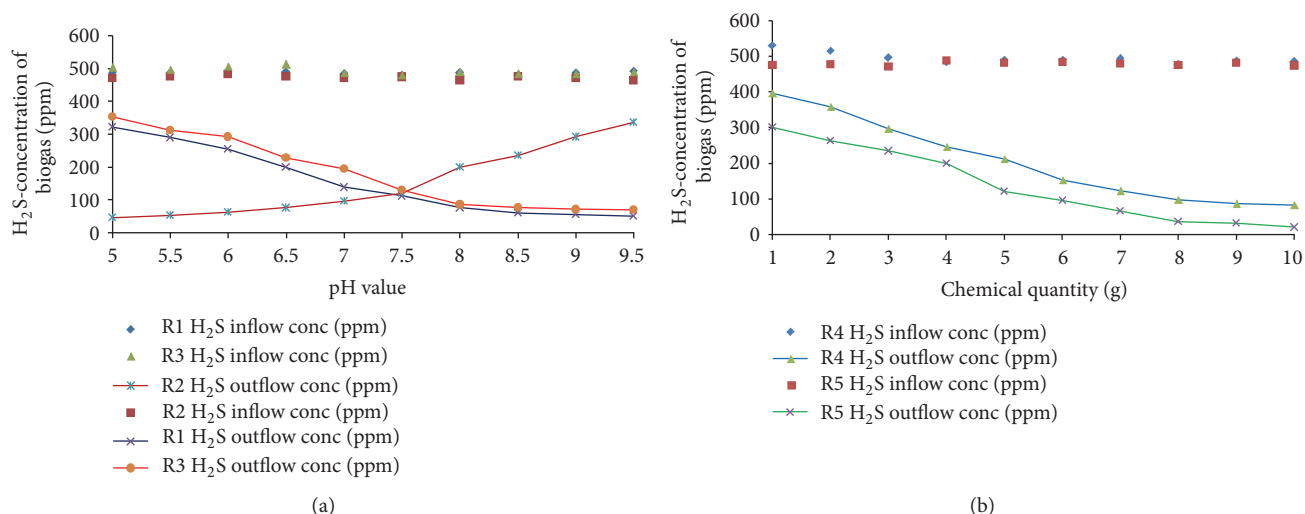 600
500
400
300
200
100
0
H₂S-concentration of
biogas (ppm)
5 5.5 6 6.5 7 7.5 8 8.5 9 9.5
pH value
R1 H₂S inflow conc (ppm)
R3 H₂S inflow conc (ppm)
R2 H₂S outflow conc (ppm)
R2 H₂S inflow conc (ppm)
R1 H₂S outflow conc (ppm)
R3 H₂S outflow conc (ppm)
(a)
600
500
400
300
200
100
0
H₂S-concentration of
biogas (ppm)
1 2 3 4 5 6 7 8 9 10
Chemical quantity (g)
R4 H₂S inflow conc (ppm)
R4 H₂S outflow conc (ppm)
R5 H₂S inflow conc (ppm)
R5 H₂S outflow conc (ppm)
(b)